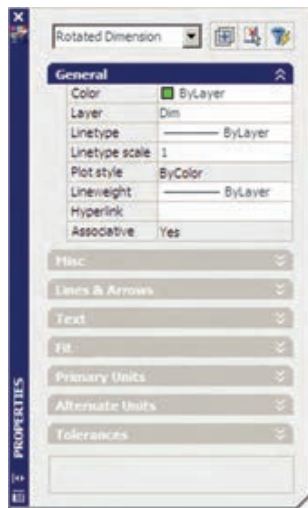 Rotated Dimension
General
Color ByLayer
Layer Dim
Linetype ByLayer
Linetype scale 1
Plot style ByColor
Lineweight ByLayer
Hyperlink
Associative Yes
Misc
Lines & Arrows
Text
Fit
Primary Units
Alternate Units
Tolerances
PROPERTIES